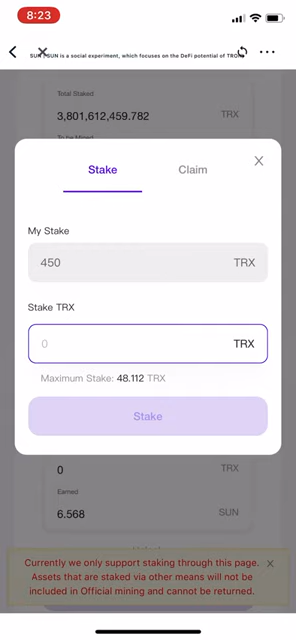 8:23
SUN | SUN is a social experiment, which focuses on the DeFi potential of TRON
Total Staked
3,801,612,459.782 TRX
To be Mined
Stake Claim
My Stake
450 TRX
Stake TRX
0 TRX
Maximum Stake: 48.112 TRX
Stake
0 TRX
Earned
6.568 SUN
Currently we only support staking through this page.
Assets that are staked via other means will not be
included in Official mining and cannot be returned.